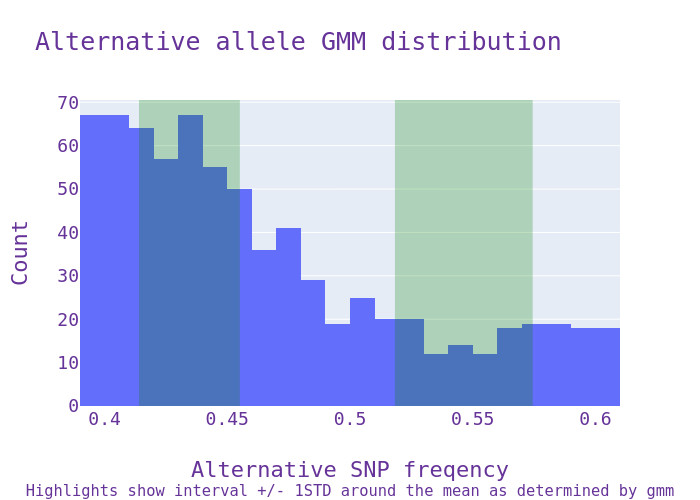 Alternative allele GMM distribution
70
60
50
40
30
20
10
0
Count
0.4 0.45 0.5 0.55 0.6
Alternative SNP freqency
Highlights show interval +/- 1STD around the mean as determined by gmm